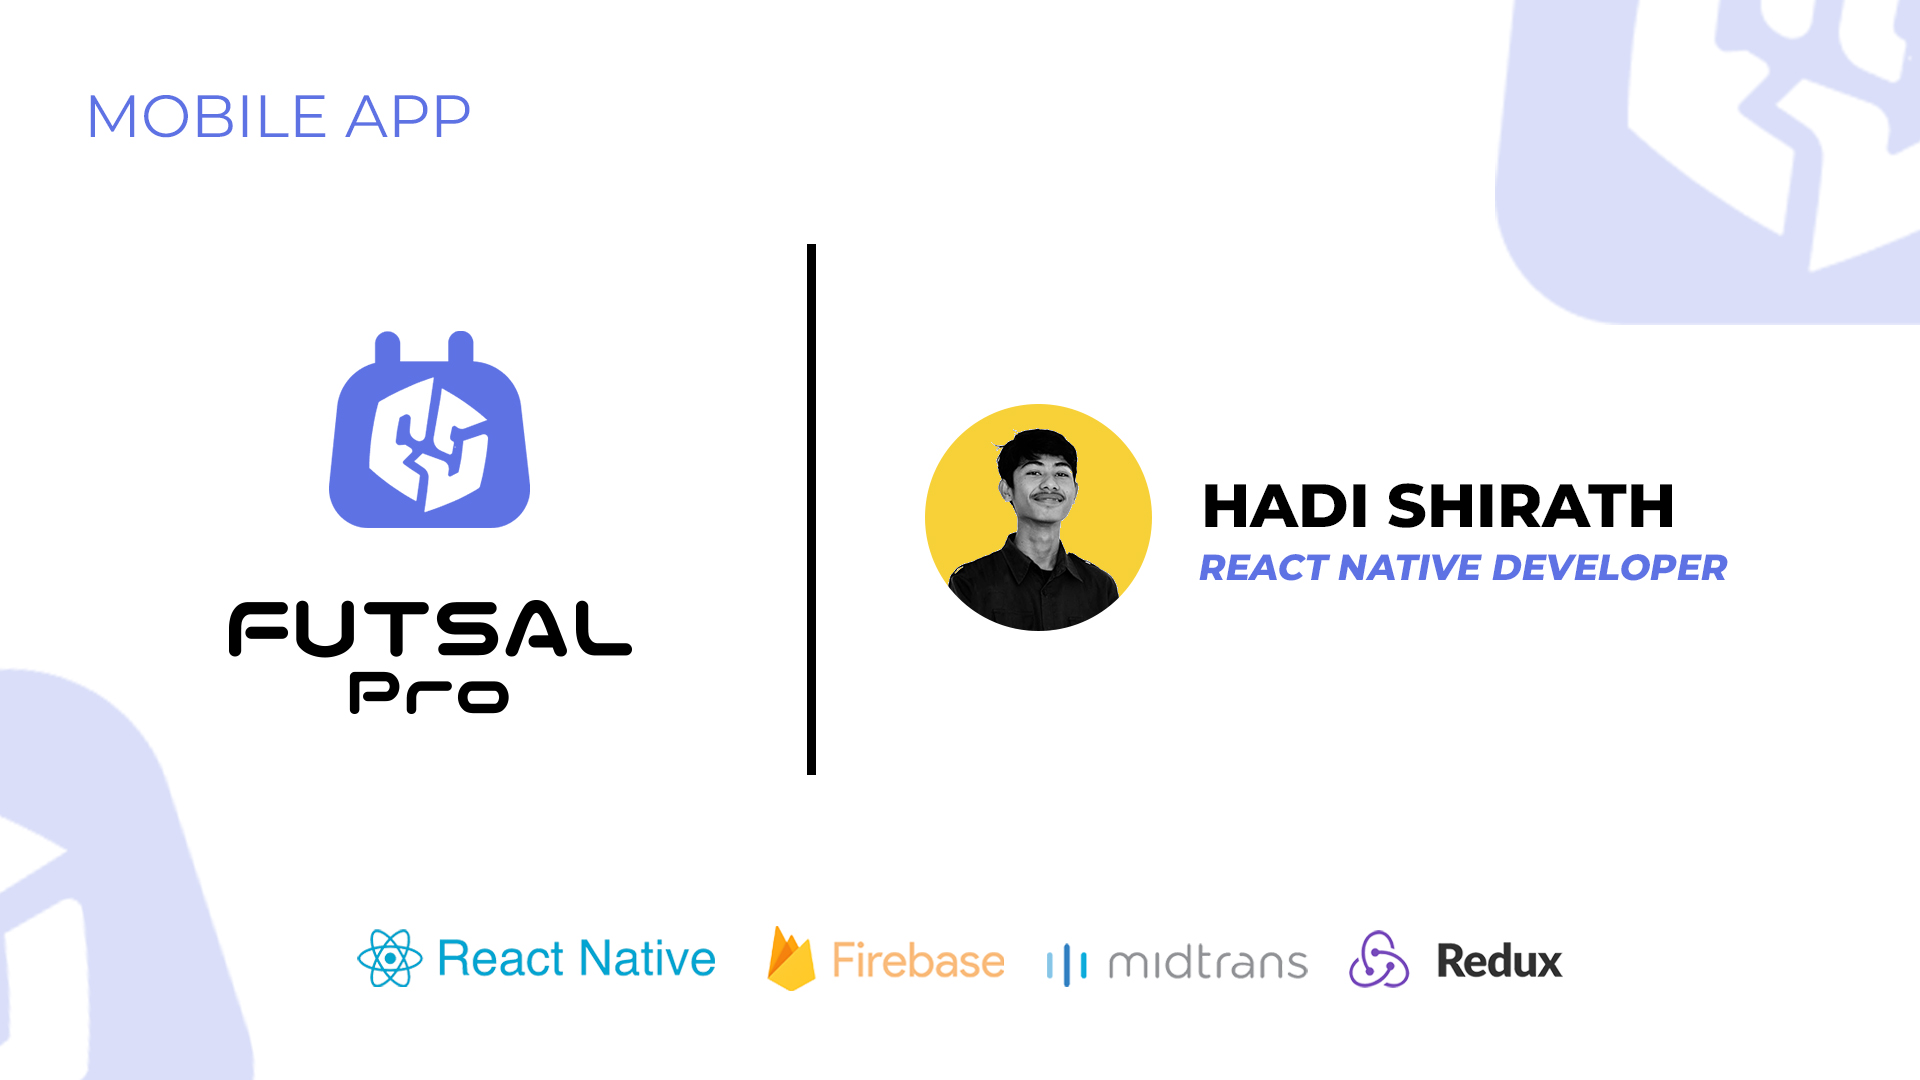 MOBILE APP
FUTSAL
Pro
HADI SHIRATH
REACT NATIVE DEVELOPER
React Native
Firebase
midtrans
Redux